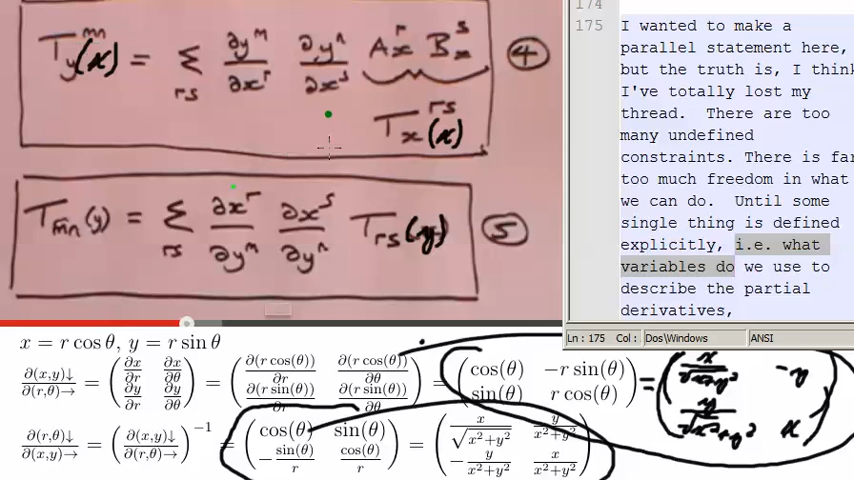 T_y^{mn}(x) = Σ_{rs} ∂y^m/∂x^r ∂y^n/∂x^s A_x^r B_x^s ④
T_x^{rs}(x)
T_{mn}(y) = Σ_{rs} ∂x^r/∂y^m ∂x^s/∂y^n T_{rs}(y) ⑤
174
175 I wanted to make a
parallel statement here,
but the truth is, I think
I've totally lost my
thread. There are too
many undefined
constraints. There is far
too much freedom in what
we can do. Until some
single thing is defined
explicitly, i.e. what
variables do we use to
describe the partial
derivatives,
Ln : 175 Col : Dos\Windows ANSI
x = r cos θ, y = r sin θ
∂(x,y)↓/∂(r,θ)→ = (∂x/∂r ∂x/∂θ ; ∂y/∂r ∂y/∂θ) = (∂(r cos(θ))/∂r ∂(r cos(θ))/∂θ ; ∂(r sin(θ))/∂r ∂(r sin(θ))/∂θ) = (cos(θ) −r sin(θ) ; sin(θ) r cos(θ)) = (x/√(x²+y²) −y ; y/√(x²+y²) x)
∂(r,θ)↓/∂(x,y)→ = (∂(x,y)↓/∂(r,θ)→)^{−1} = (cos(θ) sin(θ) ; −sin(θ)/r cos(θ)/r) = (x/√(x²+y²) y/x²+y² ; −y/x²+y² x/x²+y²)